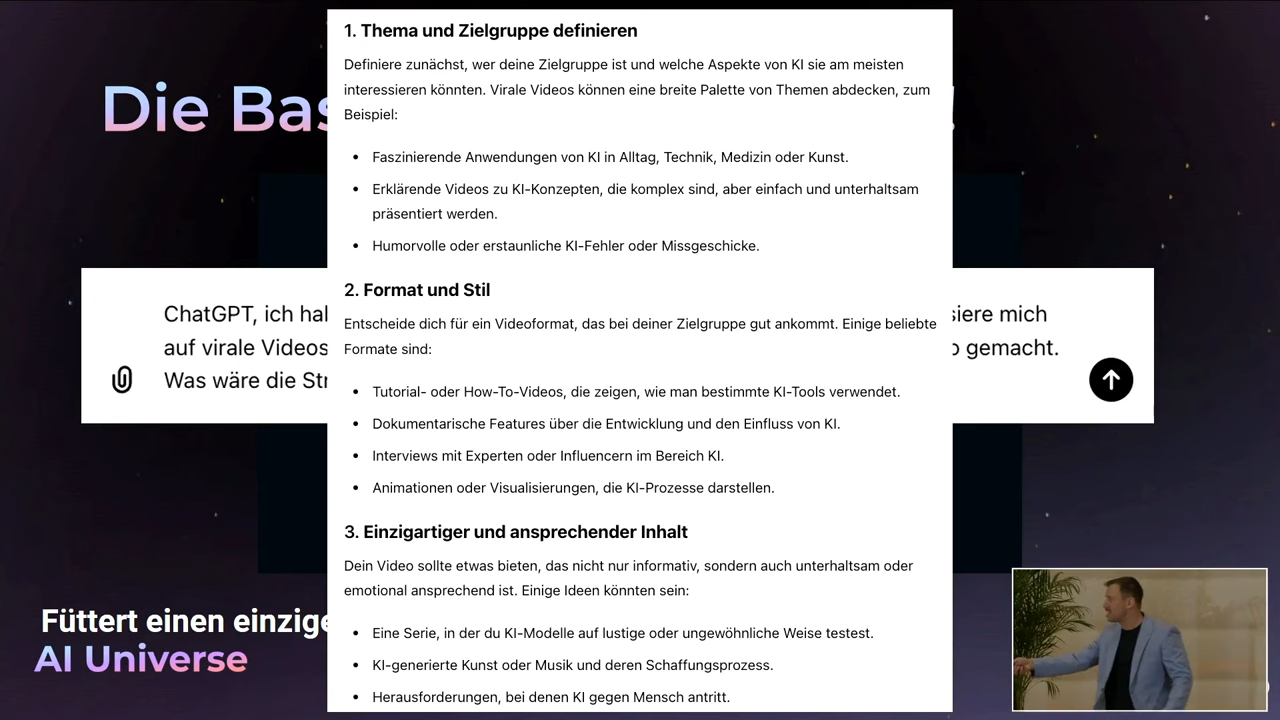 Die Bas
!
1. Thema und Zielgruppe definieren
Definiere zunächst, wer deine Zielgruppe ist und welche Aspekte von KI sie am meisten
interessieren könnten. Virale Videos können eine breite Palette von Themen abdecken, zum
Beispiel:
• Faszinierende Anwendungen von KI in Alltag, Technik, Medizin oder Kunst.
• Erklärende Videos zu KI-Konzepten, die komplex sind, aber einfach und unterhaltsam
präsentiert werden.
• Humorvolle oder erstaunliche KI-Fehler oder Missgeschicke.
2. Format und Stil
Entscheide dich für ein Videoformat, das bei deiner Zielgruppe gut ankommt. Einige beliebte
Formate sind:
• Tutorial- oder How-To-Videos, die zeigen, wie man bestimmte KI-Tools verwendet.
• Dokumentarische Features über die Entwicklung und den Einfluss von KI.
• Interviews mit Experten oder Influencern im Bereich KI.
• Animationen oder Visualisierungen, die KI-Prozesse darstellen.
3. Einzigartiger und ansprechender Inhalt
Dein Video sollte etwas bieten, das nicht nur informativ, sondern auch unterhaltsam oder
emotional ansprechend ist. Einige Ideen könnten sein:
• Eine Serie, in der du KI-Modelle auf lustige oder ungewöhnliche Weise testest.
• KI-generierte Kunst oder Musik und deren Schaffungsprozess.
• Herausforderungen, bei denen KI gegen Mensch antritt.
ChatGPT, ich hal siere mich
auf virale Videos o gemacht.
Was wäre die Str
Füttert einen einzige
AI Universe